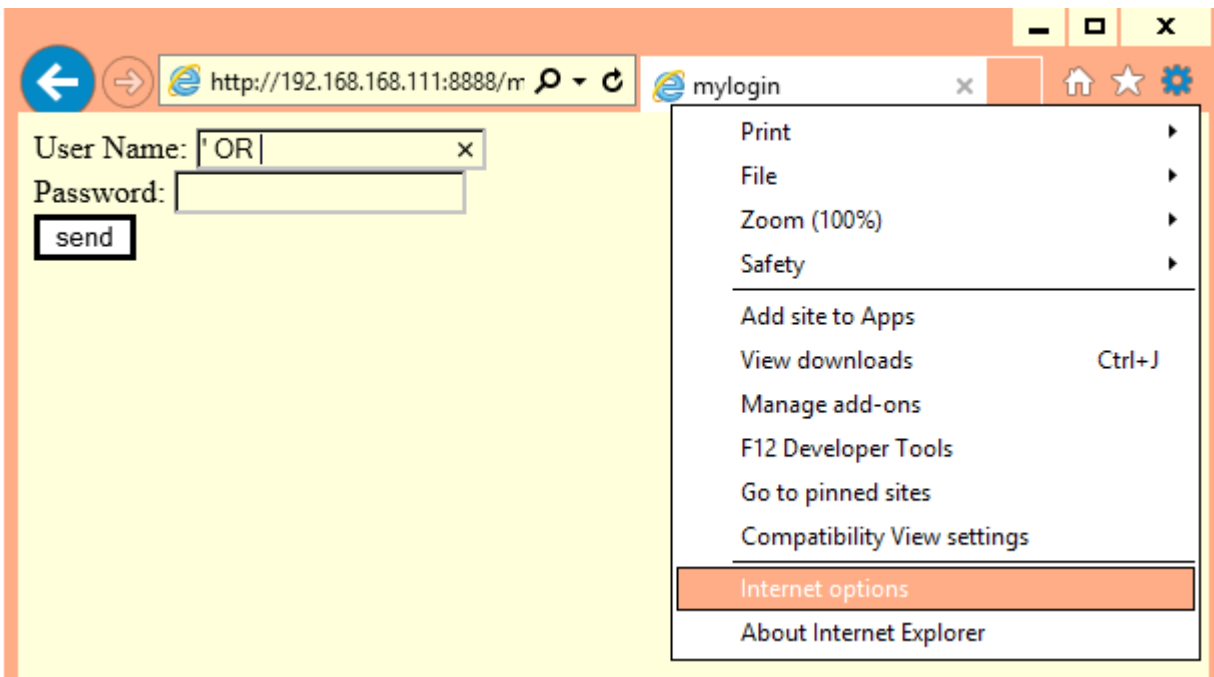 http://192.168.168.111:8888/m
mylogin
User Name: ' OR
Password:
send
Print
File
Zoom (100%)
Safety
Add site to Apps
View downloads Ctrl+J
Manage add-ons
F12 Developer Tools
Go to pinned sites
Compatibility View settings
Internet options
About Internet Explorer